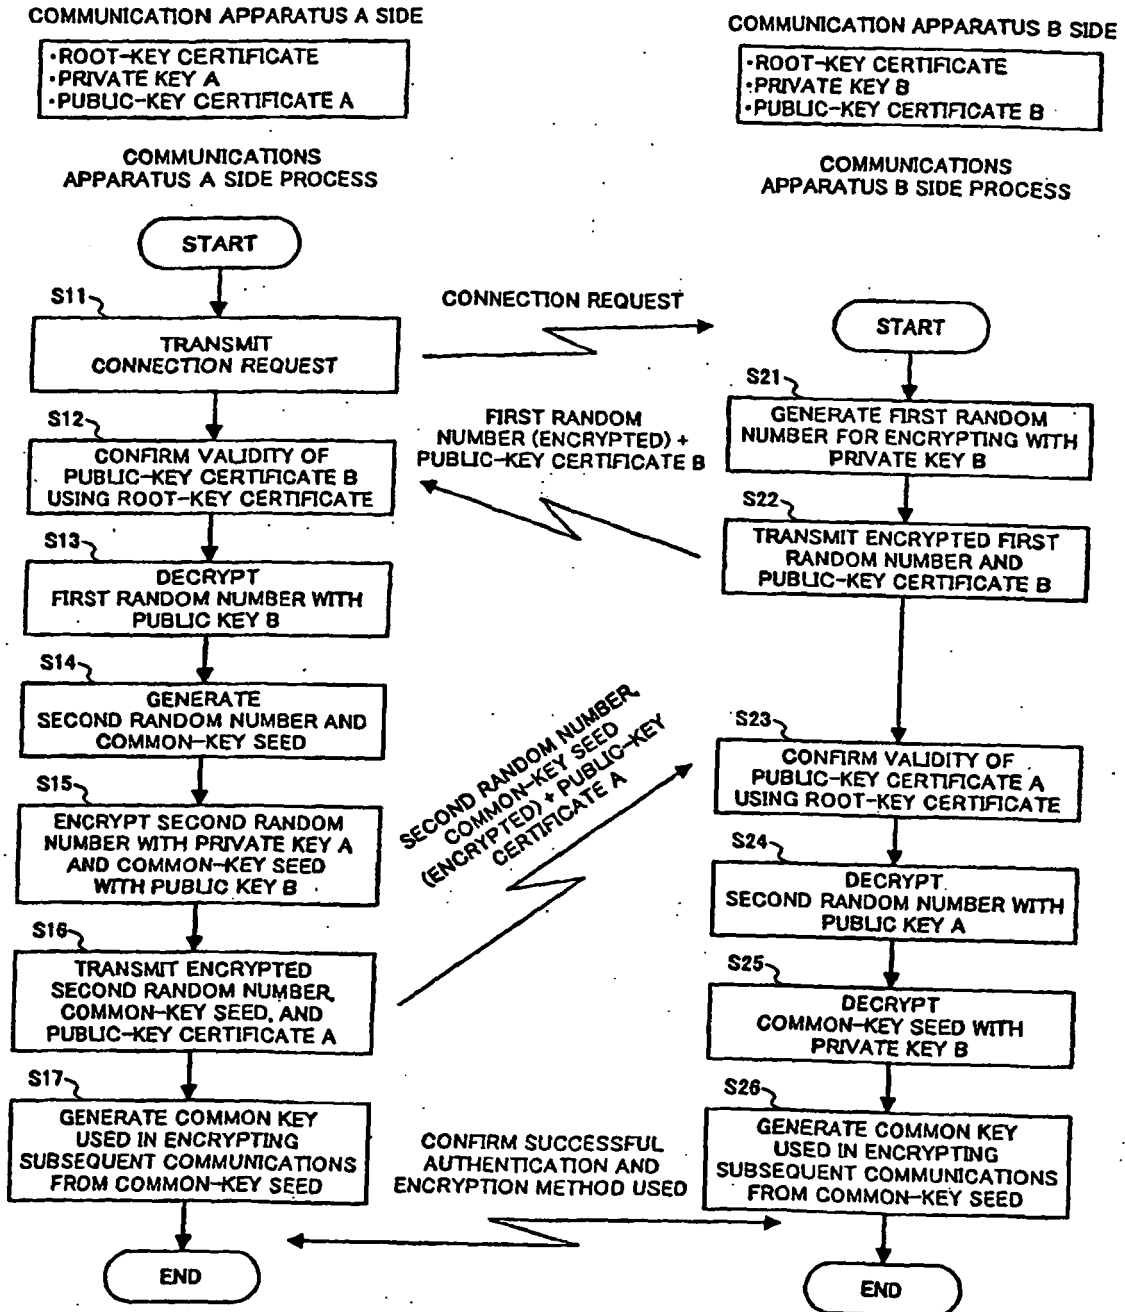 COMMUNICATION APPARATUS A SIDE
•ROOT-KEY CERTIFICATE
•PRIVATE KEY A
•PUBLIC-KEY CERTIFICATE A
COMMUNICATIONS
APPARATUS A SIDE PROCESS
START
S11
TRANSMIT
CONNECTION REQUEST
S12
CONFIRM VALIDITY OF
PUBLIC-KEY CERTIFICATE B
USING ROOT-KEY CERTIFICATE
S13
DECRYPT
FIRST RANDOM NUMBER WITH
PUBLIC KEY B
S14
GENERATE
SECOND RANDOM NUMBER AND
COMMON-KEY SEED
S15
ENCRYPT SECOND RANDOM
NUMBER WITH PRIVATE KEY A
AND COMMON-KEY SEED
WITH PUBLIC KEY B
S16
TRANSMIT ENCRYPTED
SECOND RANDOM NUMBER,
COMMON-KEY SEED, AND
PUBLIC-KEY CERTIFICATE A
S17
GENERATE COMMON KEY
USED IN ENCRYPTING
SUBSEQUENT COMMUNICATIONS
FROM COMMON-KEY SEED
END
CONNECTION REQUEST
FIRST RANDOM
NUMBER (ENCRYPTED) +
PUBLIC-KEY CERTIFICATE B
SECOND RANDOM NUMBER,
COMMON-KEY SEED
(ENCRYPTED) + PUBLIC-KEY
CERTIFICATE A
CONFIRM SUCCESSFUL
AUTHENTICATION AND
ENCRYPTION METHOD USED
COMMUNICATION APPARATUS B SIDE
•ROOT-KEY CERTIFICATE
•PRIVATE KEY B
•PUBLIC-KEY CERTIFICATE B
COMMUNICATIONS
APPARATUS B SIDE PROCESS
START
S21
GENERATE FIRST RANDOM
NUMBER FOR ENCRYPTING WITH
PRIVATE KEY B
S22
TRANSMIT ENCRYPTED FIRST
RANDOM NUMBER AND
PUBLIC-KEY CERTIFICATE B
S23
CONFIRM VALIDITY OF
PUBLIC-KEY CERTIFICATE A
USING ROOT-KEY CERTIFICATE
S24
DECRYPT
SECOND RANDOM NUMBER WITH
PUBLIC KEY A
S25
DECRYPT
COMMON-KEY SEED WITH
PRIVATE KEY B
S26
GENERATE COMMON KEY
USED IN ENCRYPTING
SUBSEQUENT COMMUNICATIONS
FROM COMMON-KEY SEED
END